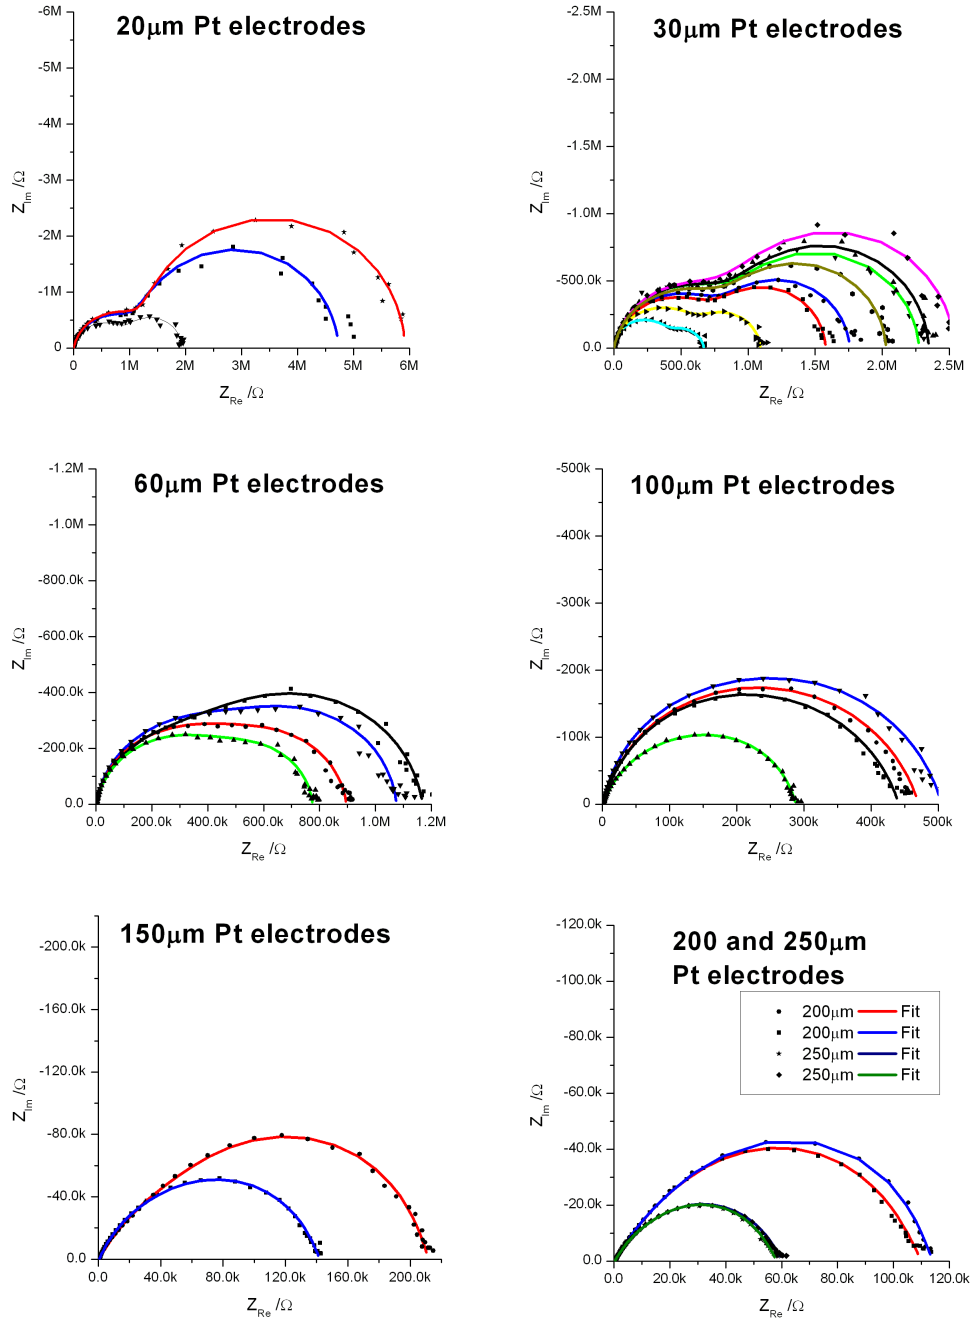 20μm Pt electrodes
-6M
-5M
-4M
-3M
-2M
-1M
0
0
1M
2M
3M
4M
5M
6M
Z_Im /Ω
Z_Re /Ω
30μm Pt electrodes
-2.5M
-2.0M
-1.5M
-1.0M
-500.0k
0.0
0.0
500.0k
1.0M
1.5M
2.0M
2.5M
Z_Im /Ω
Z_Re /Ω
60μm Pt electrodes
-1.2M
-1.0M
-800.0k
-600.0k
-400.0k
-200.0k
0.0
0.0
200.0k
400.0k
600.0k
800.0k
1.0M
1.2M
Z_Im /Ω
Z_Re /Ω
100μm Pt electrodes
-500k
-400k
-300k
-200k
-100k
0
0
100k
200k
300k
400k
500k
Z_Im /Ω
Z_Re /Ω
150μm Pt electrodes
-200.0k
-160.0k
-120.0k
-80.0k
-40.0k
0.0
0.0
40.0k
80.0k
120.0k
160.0k
200.0k
Z_Im /Ω
Z_Re /Ω
200 and 250μm
Pt electrodes
200μm Fit
200μm Fit
250μm Fit
250μm Fit
-120.0k
-100.0k
-80.0k
-60.0k
-40.0k
-20.0k
0.0
0.0
20.0k
40.0k
60.0k
80.0k
100.0k
120.0k
Z_Im /Ω
Z_Re /Ω